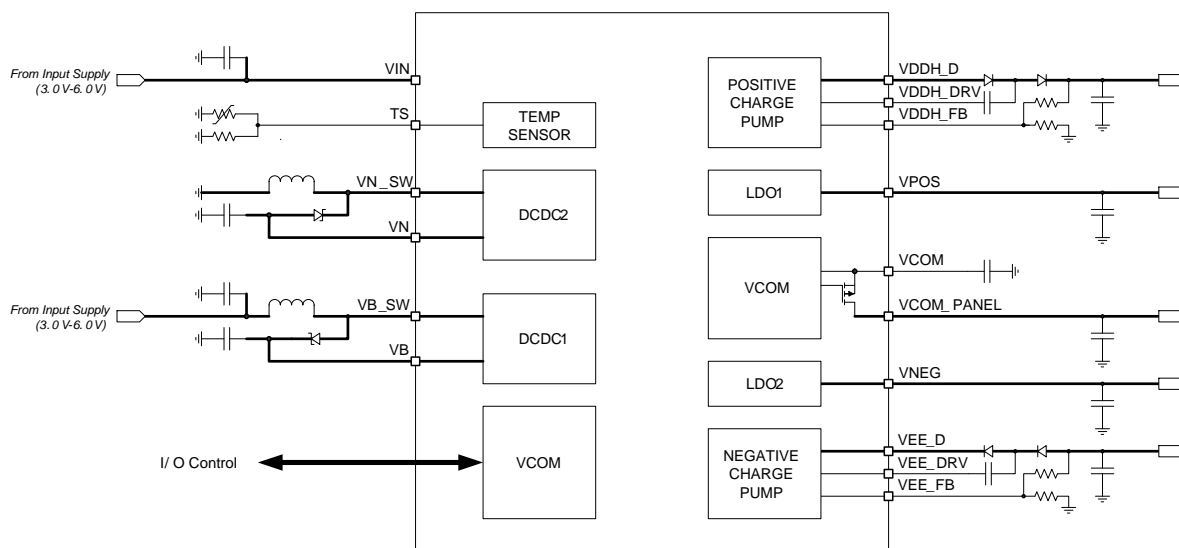 From Input Supply
(3.0V-6.0V)
VIN
TS
TEMP
SENSOR
VN_SW
DCDC2
VN
From Input Supply
(3.0V-6.0V)
VB_SW
DCDC1
VB
I/O Control
VCOM
POSITIVE
CHARGE
PUMP
VDDH_D
VDDH_DRV
VDDH_FB
LDO1
VPOS
VCOM
VCOM
VCOM_PANEL
LDO2
VNEG
NEGATIVE
CHARGE
PUMP
VEE_D
VEE_DRV
VEE_FB